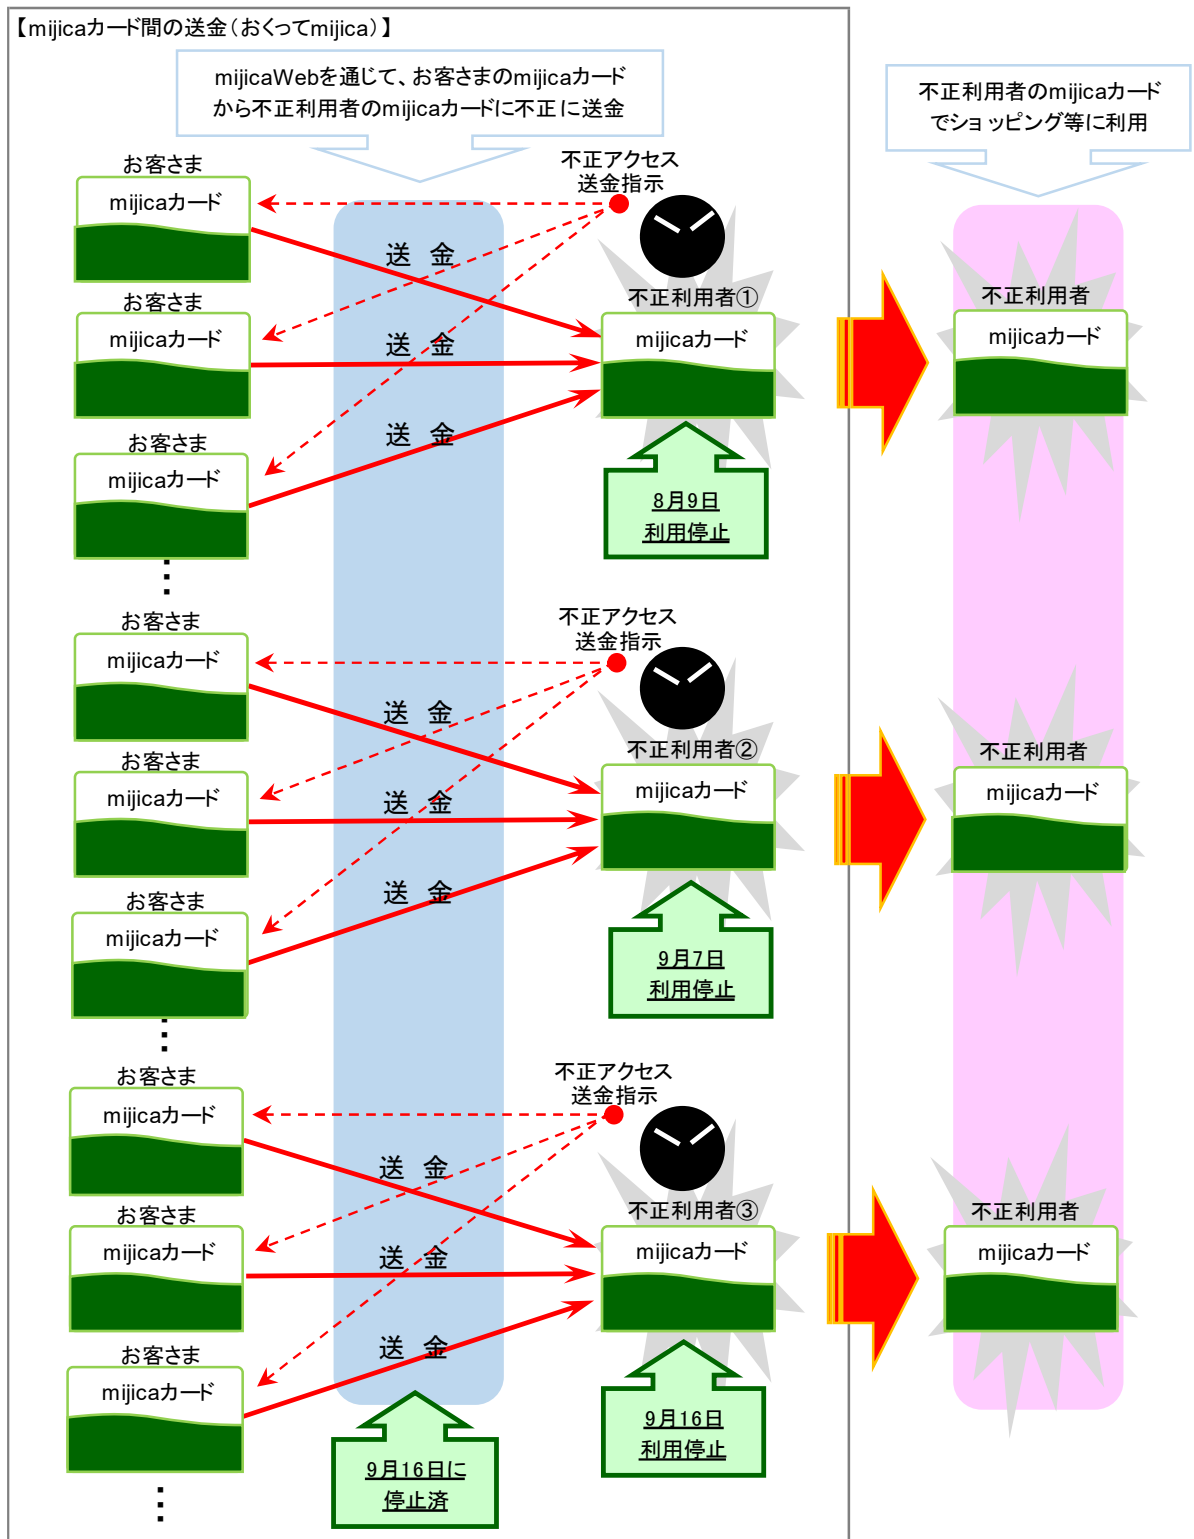 【mijicaカード間の送金（おくってmijica）】
mijicaWebを通じて、お客さまのmijicaカード
から不正利用者のmijicaカードに不正に送金
不正利用者のmijicaカード
でショッピング等に利用
お客さま
mijicaカード
不正アクセス
送金指示
送 金
不正利用者①
mijicaカード
不正利用者
mijicaカード
お客さま
mijicaカード
送 金
お客さま
mijicaカード
送 金
8月9日
利用停止
お客さま
mijicaカード
不正アクセス
送金指示
送 金
不正利用者②
mijicaカード
不正利用者
mijicaカード
お客さま
mijicaカード
送 金
お客さま
mijicaカード
送 金
9月7日
利用停止
お客さま
mijicaカード
不正アクセス
送金指示
送 金
不正利用者③
mijicaカード
不正利用者
mijicaカード
お客さま
mijicaカード
送 金
お客さま
mijicaカード
送 金
9月16日
利用停止
9月16日に
停止済